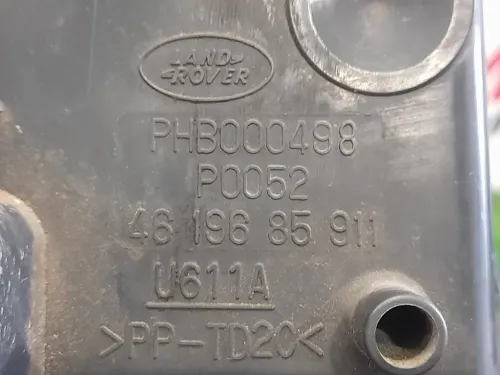 LAND
ROVER
PHB000498
P0052
46 196 85 911
U611A
>PP-TD20<